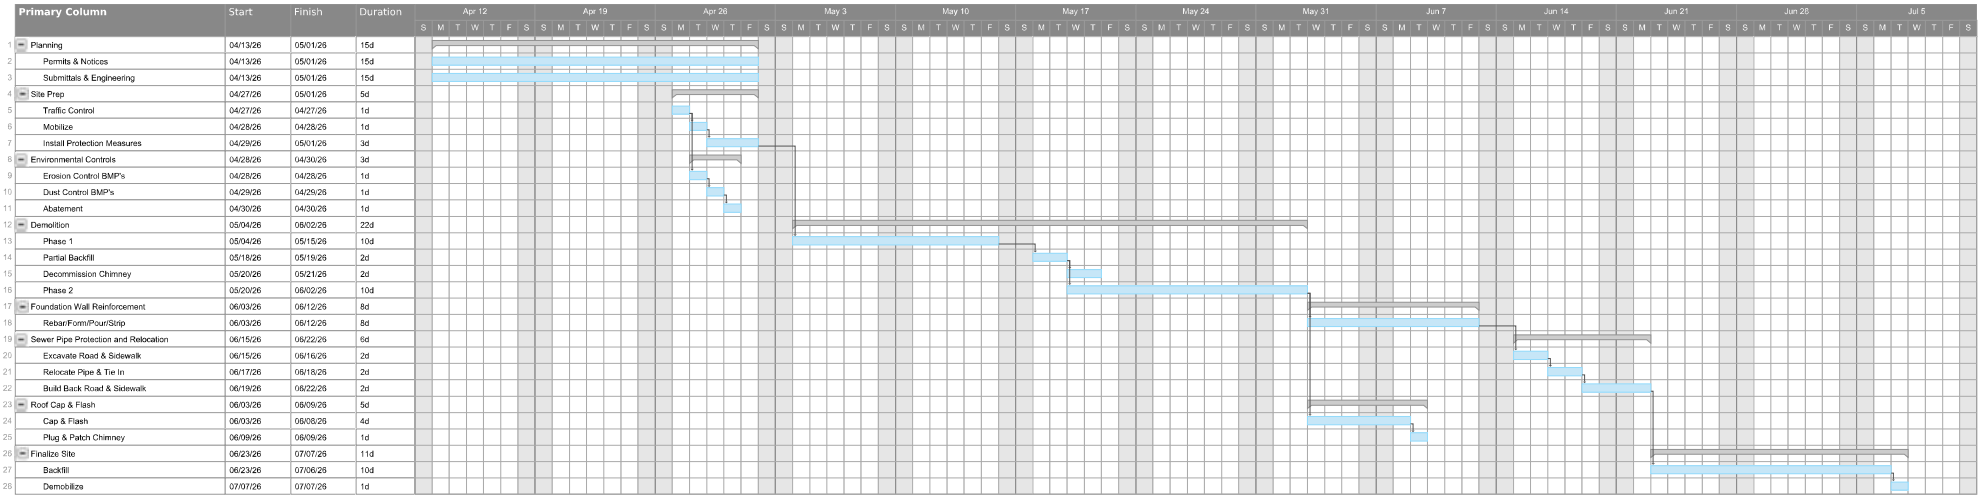 Primary Column Start Finish Duration Apr 12 Apr 19 Apr 26 May 3 May 10 May 17 May 24 May 31 Jun 7 Jun 14 Jun 21 Jun 28 Jul 5
S M T W T F S S M T W T F S S M T W T F S S M T W T F S S M T W T F S S M T W T F S S M T W T F S S M T W T F S S M T W T F S S M T W T F S S M T W T F S S M T W T F S S M T W T F S
1 Planning 04/13/26 05/01/26 15d
2 Permits & Notices 04/13/26 05/01/26 15d
3 Submittals & Engineering 04/13/26 05/01/26 15d
4 Site Prep 04/27/26 05/01/26 5d
5 Traffic Control 04/27/26 04/27/26 1d
6 Mobilize 04/28/26 04/28/26 1d
7 Install Protection Measures 04/29/26 05/01/26 3d
8 Environmental Controls 04/28/26 04/30/26 3d
9 Erosion Control BMP's 04/28/26 04/28/26 1d
10 Dust Control BMP's 04/29/26 04/29/26 1d
11 Abatement 04/30/26 04/30/26 1d
12 Demolition 05/04/26 06/02/26 22d
13 Phase 1 05/04/26 05/15/26 10d
14 Partial Backfill 05/18/26 05/19/26 2d
15 Decommission Chimney 05/20/26 05/21/26 2d
16 Phase 2 05/20/26 06/02/26 10d
17 Foundation Wall Reinforcement 06/03/26 06/12/26 8d
18 Rebar/Form/Pour/Strip 06/03/26 06/12/26 8d
19 Sewer Pipe Protection and Relocation 06/15/26 06/22/26 6d
20 Excavate Road & Sidewalk 06/15/26 06/16/26 2d
21 Relocate Pipe & Tie In 06/17/26 06/18/26 2d
22 Build Back Road & Sidewalk 06/19/26 06/22/26 2d
23 Roof Cap & Flash 06/03/26 06/09/26 5d
24 Cap & Flash 06/03/26 06/08/26 4d
25 Plug & Patch Chimney 06/09/26 06/09/26 1d
26 Finalize Site 06/23/26 07/07/26 11d
27 Backfill 06/23/26 07/06/26 10d
28 Demobilize 07/07/26 07/07/26 1d